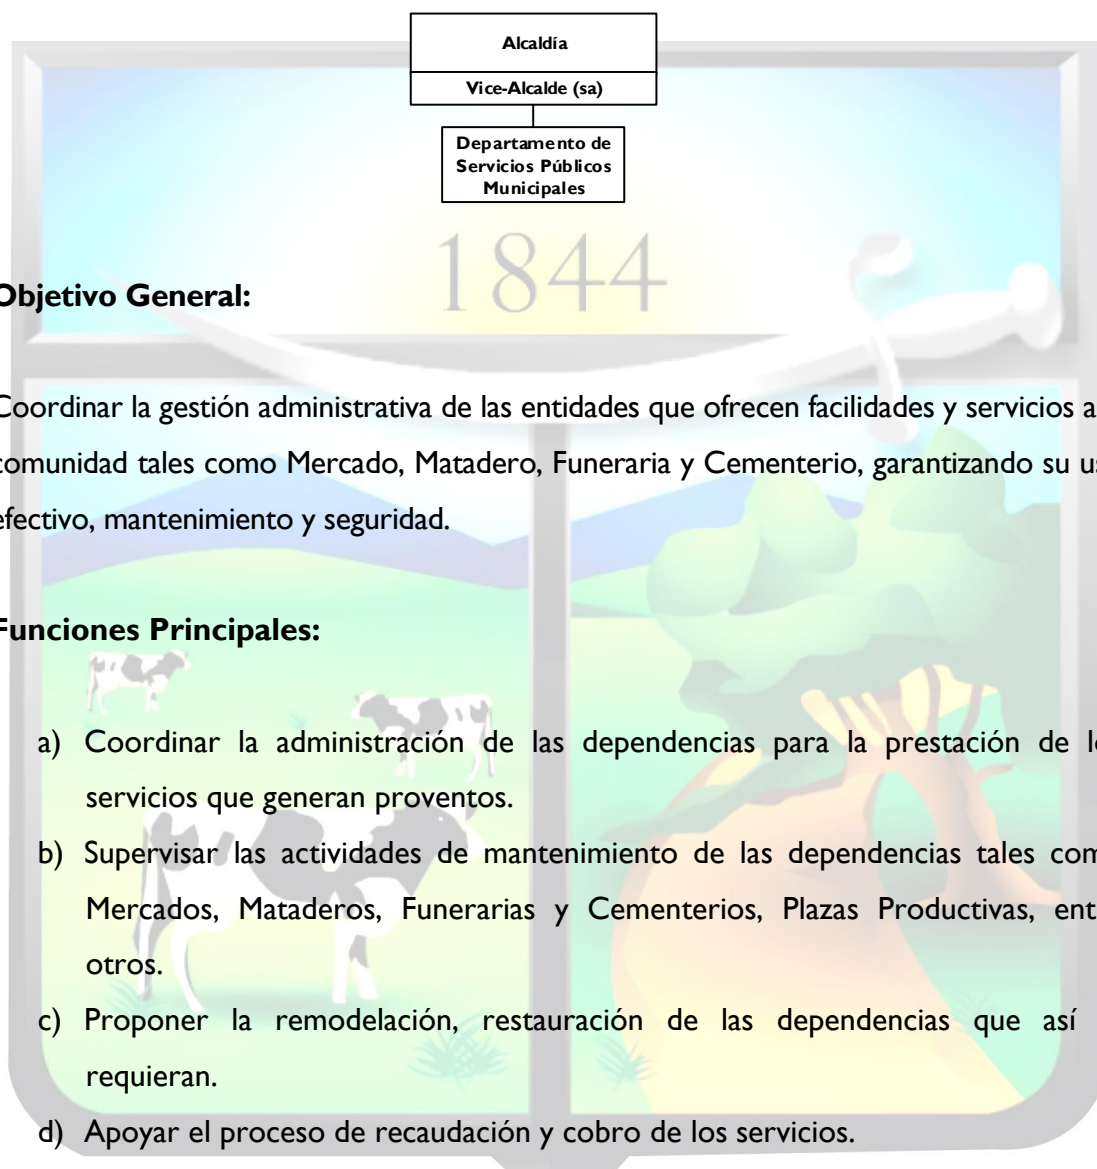 Alcaldía
Vice-Alcalde (sa)
Departamento de
Servicios Públicos
Municipales
1844
Objetivo General:
Coordinar la gestión administrativa de las entidades que ofrecen facilidades y servicios a
comunidad tales como Mercado, Matadero, Funeraria y Cementerio, garantizando su us
efectivo, mantenimiento y seguridad.
Funciones Principales:
a) Coordinar la administración de las dependencias para la prestación de l
servicios que generan proventos.
b) Supervisar las actividades de mantenimiento de las dependencias tales com
Mercados, Mataderos, Funerarias y Cementerios, Plazas Productivas, ent
otros.
c) Proponer la remodelación, restauración de las dependencias que así
requieran.
d) Apoyar el proceso de recaudación y cobro de los servicios.